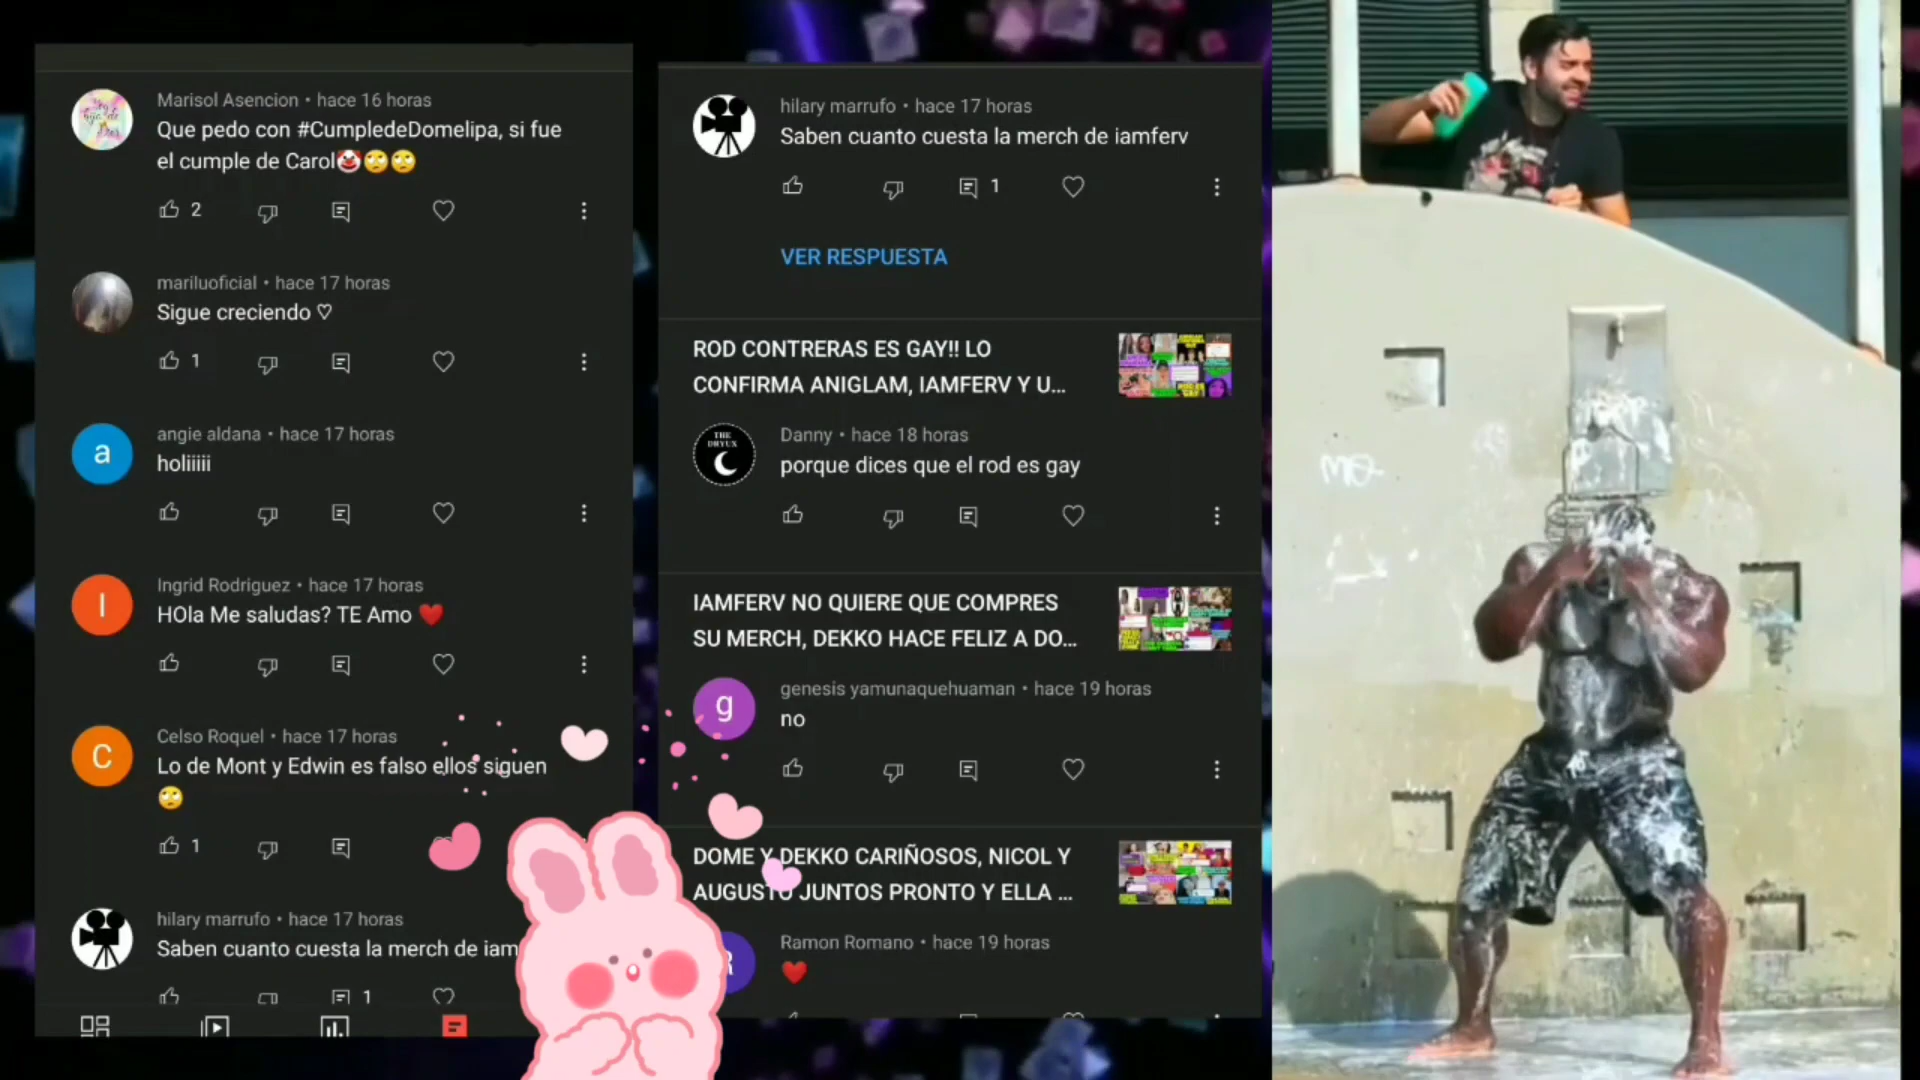 Marisol Asencion • hace 16 horas
Que pedo con #CumpledeDomelipa, si fue
el cumple de Carol🤡🙄🙄
2
mariluoficial • hace 17 horas
Sigue creciendo ♡
1
a
angie aldana • hace 17 horas
holiiiii
I
Ingrid Rodriguez • hace 17 horas
HOla Me saludas? TE Amo ❤️
C
Celso Roquel • hace 17 horas
Lo de Mont y Edwin es falso ellos siguen
🙄
1
hilary marrufo • hace 17 horas
Saben cuanto cuesta la merch de iam
1
hilary marrufo • hace 17 horas
Saben cuanto cuesta la merch de iamferv
1
VER RESPUESTA
ROD CONTRERAS ES GAY!! LO
CONFIRMA ANIGLAM, IAMFERV Y U...
THE
DRYUX
Danny • hace 18 horas
porque dices que el rod es gay
IAMFERV NO QUIERE QUE COMPRES
SU MERCH, DEKKO HACE FELIZ A DO...
g
genesis yamunaquehuaman • hace 19 horas
no
DOME Y DEKKO CARIÑOSOS, NICOL Y
AUGUSTO JUNTOS PRONTO Y ELLA ...
R
Ramon Romano • hace 19 horas
❤️